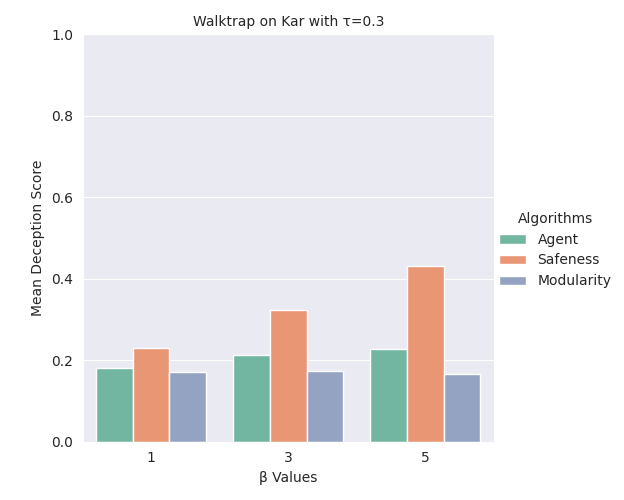 Walktrap on Kar with τ=0.3
1.0
0.8
0.6
0.4
0.2
0.0
Mean Deception Score
1 3 5
β Values
Algorithms
Agent
Safeness
Modularity